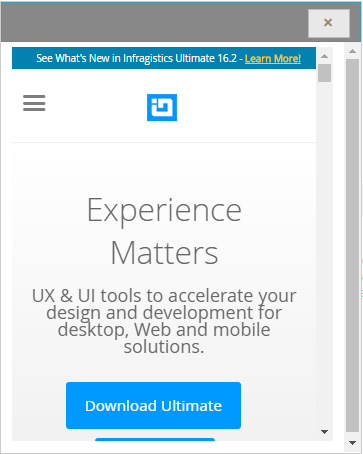 See What's New in Infragistics Ultimate 16.2 - Learn More!
Experience
Matters
UX & UI tools to accelerate your
design and development for
desktop, Web and mobile
solutions.
Download Ultimate